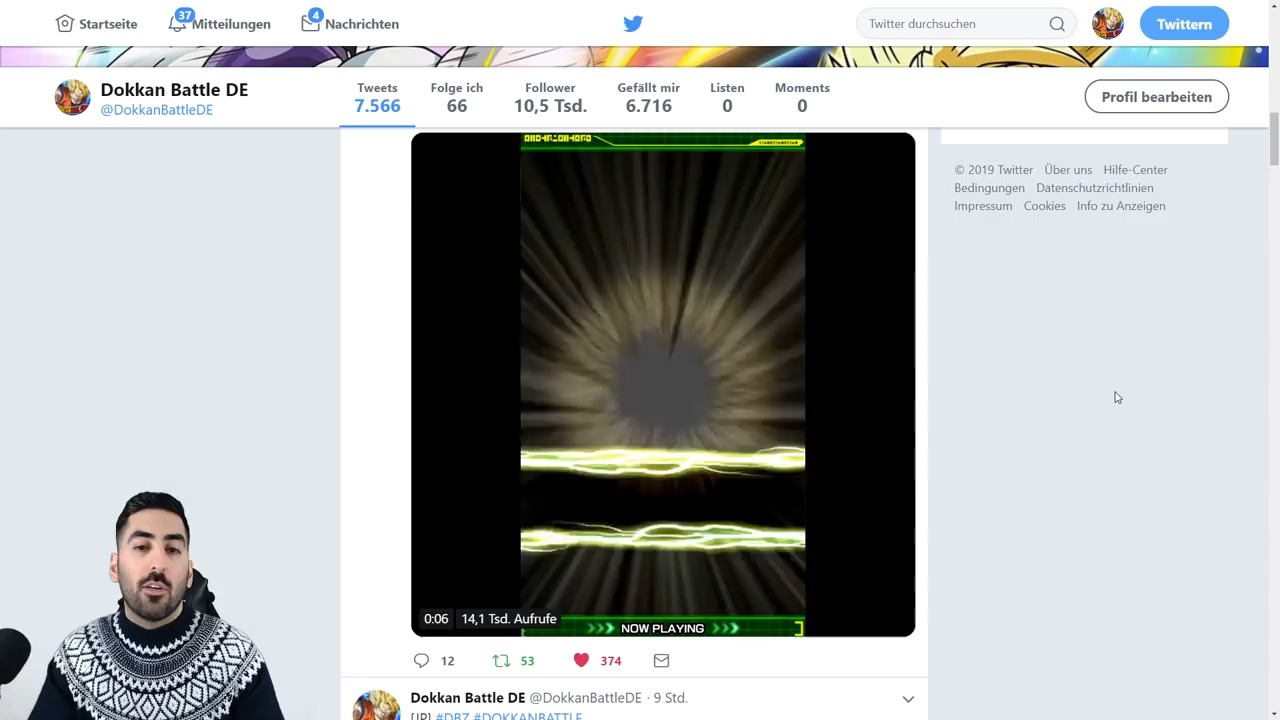 Startseite
37
Mitteilungen
4
Nachrichten
Twitter durchsuchen
Twittern
Dokkan Battle DE
@DokkanBattleDE
Tweets
7.566
Folge ich
66
Follower
10,5 Tsd.
Gefällt mir
6.716
Listen
0
Moments
0
Profil bearbeiten
© 2019 Twitter Über uns Hilfe-Center
Bedingungen Datenschutzrichtlinien
Impressum Cookies Info zu Anzeigen
0:06
14,1 Tsd. Aufrufe
NOW PLAYING
12
53
374
Dokkan Battle DE @DokkanBattleDE · 9 Std.
[JP] #DBZ #DOKKANBATTLE